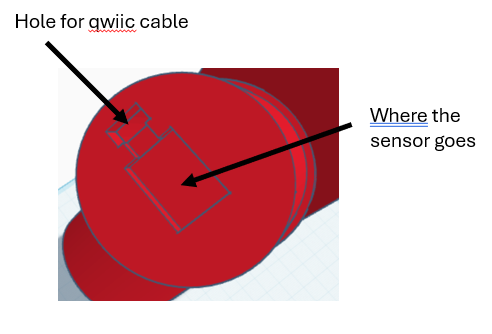 Hole for qwiic cable
Where the
sensor goes